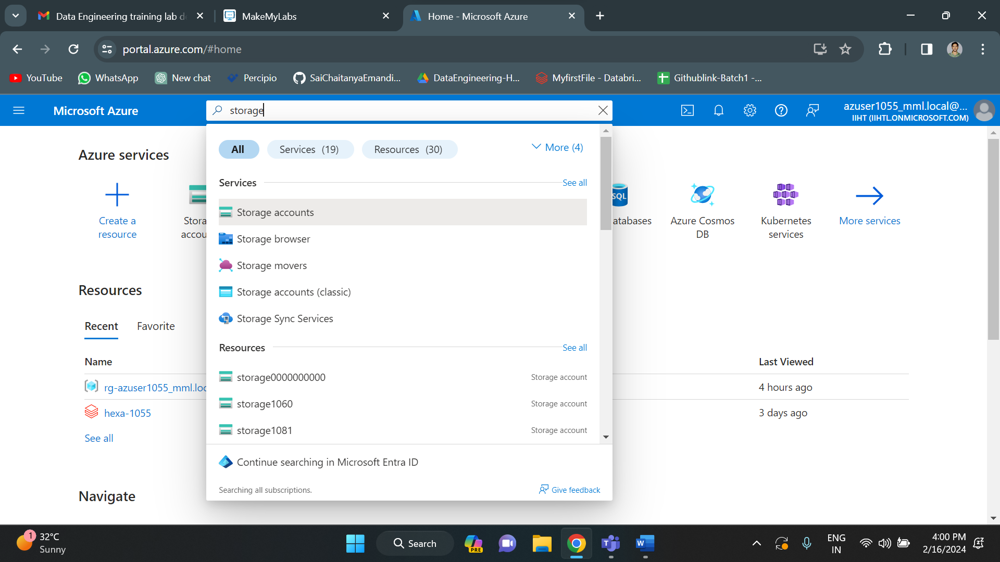 Data Engineering training lab de
MakeMyLabs
Home - Microsoft Azure
portal.azure.com/#home
YouTube
WhatsApp
New chat
Percipio
SaiChaitanyaEmandi...
DataEngineering-H...
MyfirstFile - Databri...
Githublink-Batch1 -...
Microsoft Azure
storage
azuser1055_mml.local@...
IIHT (IIHTL.ONMICROSOFT.COM)
All
Services (19)
Resources (30)
More (4)
Azure services
Services
See all
Create a
resource
Stora
accou
Storage accounts
Storage browser
Storage movers
Storage accounts (classic)
Storage Sync Services
SQL
atabases
Azure Cosmos
DB
Kubernetes
services
More services
Resources
Recent
Favorite
Resources
See all
Name
Last Viewed
storage0000000000
Storage account
rg-azuser1055_mml.loc
4 hours ago
storage1060
Storage account
hexa-1055
3 days ago
storage1081
Storage account
See all
Continue searching in Microsoft Entra ID
Searching all subscriptions.
Give feedback
Navigate
1
32°C
Sunny
Search
PRE
T
W
ENG
IN
4:00 PM
2/16/2024